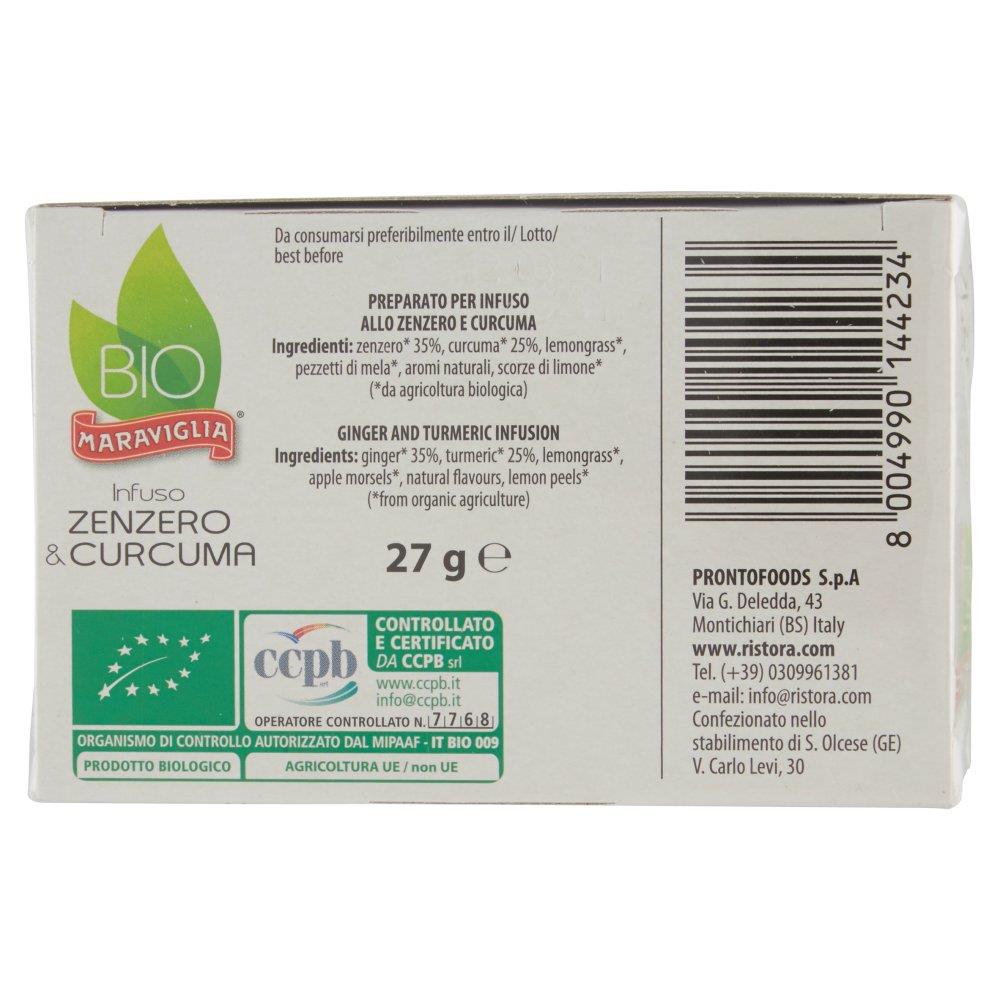 BIO
MARAVIGLIA®
Infuso
ZENZERO
& CURCUMA
Da consumarsi preferibilmente entro il/ Lotto/
best before
PREPARATO PER INFUSO
ALLO ZENZERO E CURCUMA
Ingredienti: zenzero* 35%, curcuma* 25%, lemongrass*,
pezzetti di mela*, aromi naturali, scorze di limone*
(*da agricoltura biologica)
GINGER AND TURMERIC INFUSION
Ingredients: ginger* 35%, turmeric* 25%, lemongrass*,
apple morsels*, natural flavours, lemon peels*
(*from organic agriculture)
27 g ℮
ccpb
srl
CONTROLLATO
E CERTIFICATO
DA CCPB srl
www.ccpb.it
info@ccpb.it
OPERATORE CONTROLLATO N. |7|7|6|8|
ORGANISMO DI CONTROLLO AUTORIZZATO DAL MIPAAF - IT BIO 009
PRODOTTO BIOLOGICO
AGRICOLTURA UE / non UE
8 004990 144234
PRONTOFOODS S.p.A
Via G. Deledda, 43
Montichiari (BS) Italy
www.ristora.com
Tel. (+39) 0309961381
e-mail: info@ristora.com
Confezionato nello
stabilimento di S. Olcese (GE)
V. Carlo Levi, 30